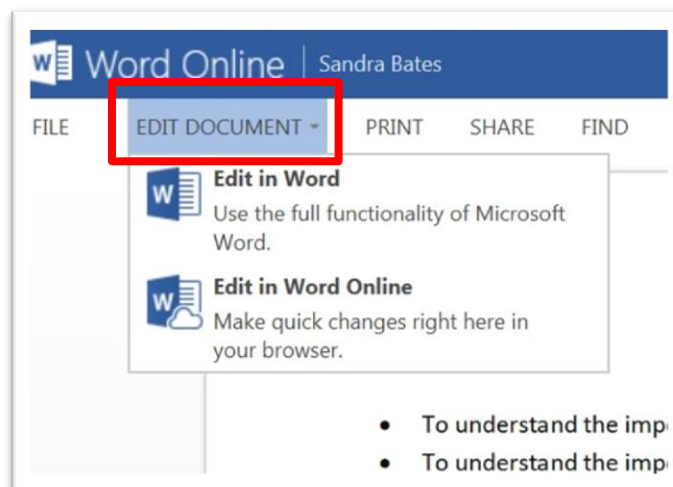 Word Online | Sandra Bates
FILE EDIT DOCUMENT PRINT SHARE FIND
Edit in Word
Use the full functionality of Microsoft
Word.
Edit in Word Online
Make quick changes right here in
your browser.
• To understand the
• To understand the